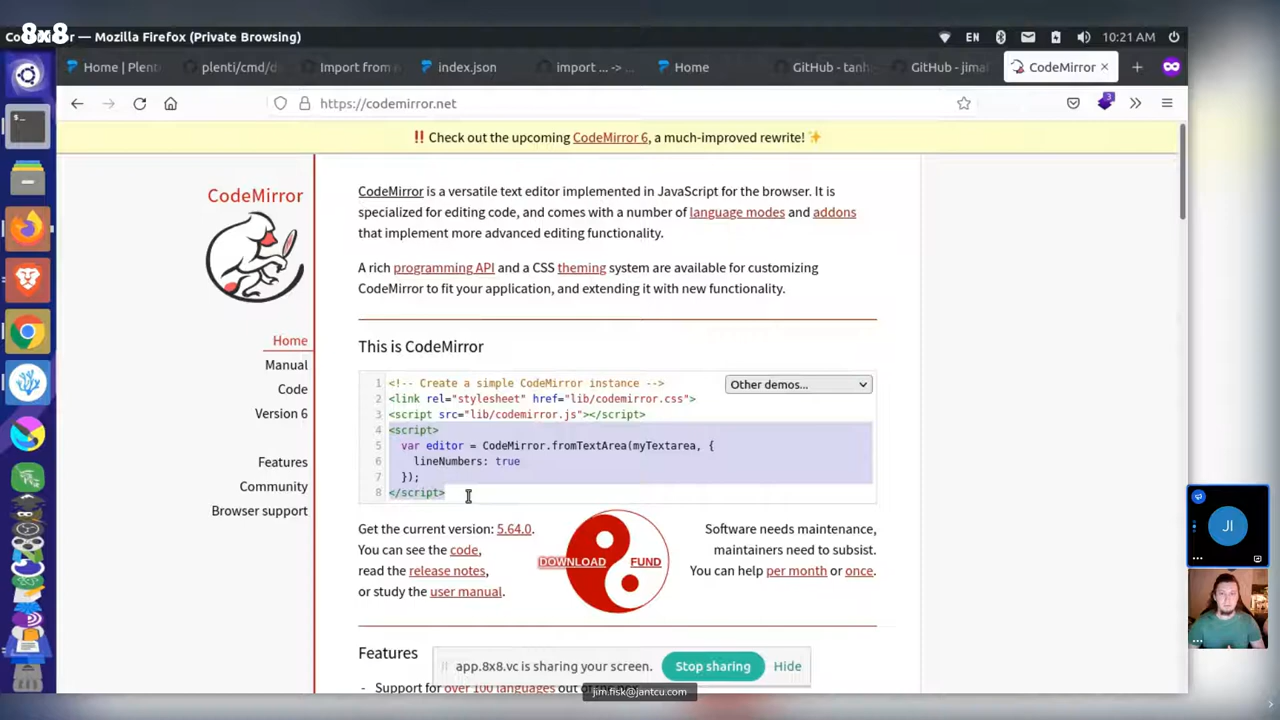 8x8
— Mozilla Firefox (Private Browsing)
EN
10:21 AM
Home | Plent
plenti/cmd/d
Import from
index.json
import ... ->
Home
GitHub - tanh
GitHub - jimal
CodeMirror
https://codemirror.net
3
!! Check out the upcoming CodeMirror 6, a much-improved rewrite!
CodeMirror
Home
Manual
Code
Version 6
Features
Community
Browser support
CodeMirror is a versatile text editor implemented in JavaScript for the browser. It is
specialized for editing code, and comes with a number of language modes and addons
that implement more advanced editing functionality.
A rich programming API and a CSS theming system are available for customizing
CodeMirror to fit your application, and extending it with new functionality.
This is CodeMirror
Other demos...
1 <!-- Create a simple CodeMirror instance -->
2 <link rel="stylesheet" href="lib/codemirror.css">
3 <script src="lib/codemirror.js"></script>
4 <script>
5 var editor = CodeMirror.fromTextArea(myTextarea, {
6 lineNumbers: true
7 });
8 </script>
Get the current version: 5.64.0.
You can see the code,
read the release notes,
or study the user manual.
DOWNLOAD FUND
Software needs maintenance,
maintainers need to subsist.
You can help per month or once.
Features
- Support for over 100 languages out
app.8x8.vc is sharing your screen.
Stop sharing
Hide
jim.fisk@jantcu.com
JI